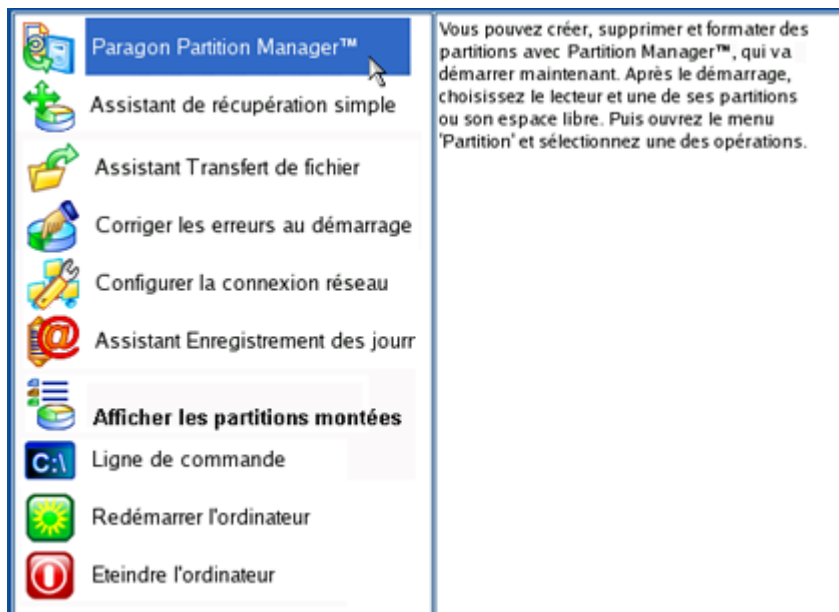 Paragon Partition Manager™
Assistant de récupération simple
Assistant Transfert de fichier
Corriger les erreurs au démarrage
Configurer la connexion réseau
Assistant Enregistrement des jourr
Afficher les partitions montées
C:\
Ligne de commande
Redémarrer l'ordinateur
Eteindre l'ordinateur
Vous pouvez créer, supprimer et formater des
partitions avec Partition Manager™, qui va
démarrer maintenant. Après le démarrage,
choisissez le lecteur et une de ses partitions
ou son espace libre. Puis ouvrez le menu
'Partition' et sélectionnez une des opérations.